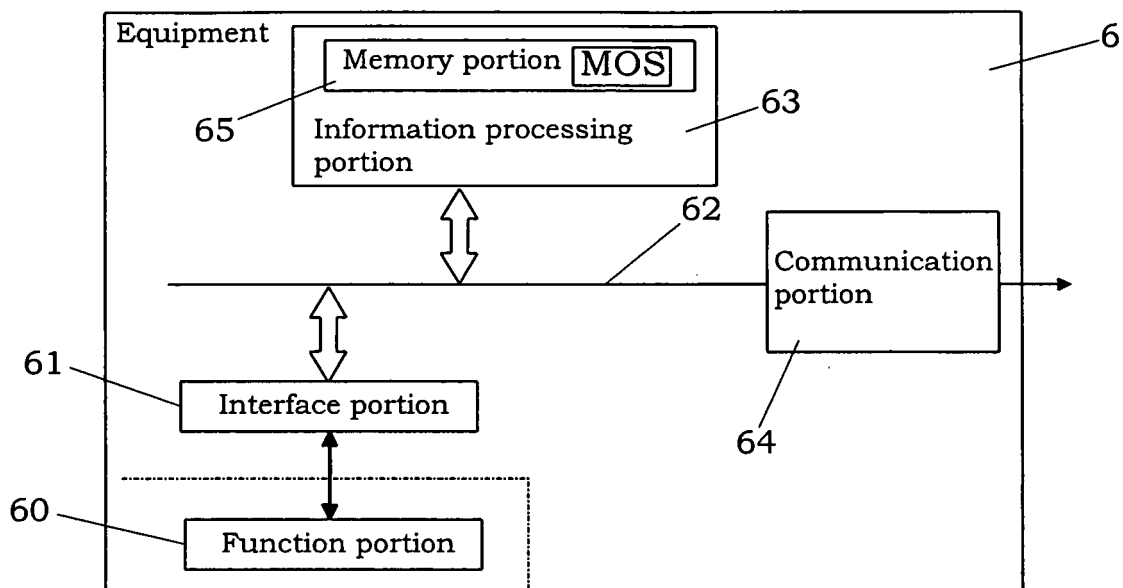 Equipment
6
Memory portion MOS
65
63
Information processing
portion
62
Communication
portion
61
Interface portion
64
60
Function portion